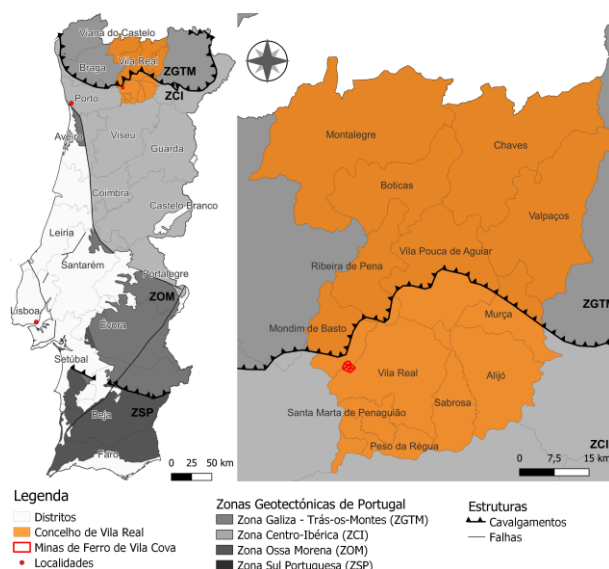 Viana do Castelo
Braga
Vila Real
ZGTM
ZCI
Porto
Aveiro
Viseu
Guarda
Coimbra
Castelo Branco
Leiria
Santarém
Portalegre
Lisboa
ZOM
Évora
Setúbal
Beja
ZSP
Faro
0 25 50 km
Montalegre
Chaves
Boticas
Valpaços
Vila Pouca de Aguiar
Ribeira de Pena
ZGTM
Mondim de Basto
Murça
Vila Real
Alijó
Sabrosa
Santa Marta de Penaguião
Peso da Régua
ZCI
0 7,5 15 km
Legenda
Distritos
Concelho de Vila Real
Minas de Ferro de Vila Cova
Localidades
Zonas Geotectónicas de Portugal
Zona Galiza - Trás-os-Montes (ZGTM)
Zona Centro-Ibérica (ZCI)
Zona Ossa Morena (ZOM)
Zona Sul Portuguesa (ZSP)
Estruturas
Cavalgamentos
Falhas